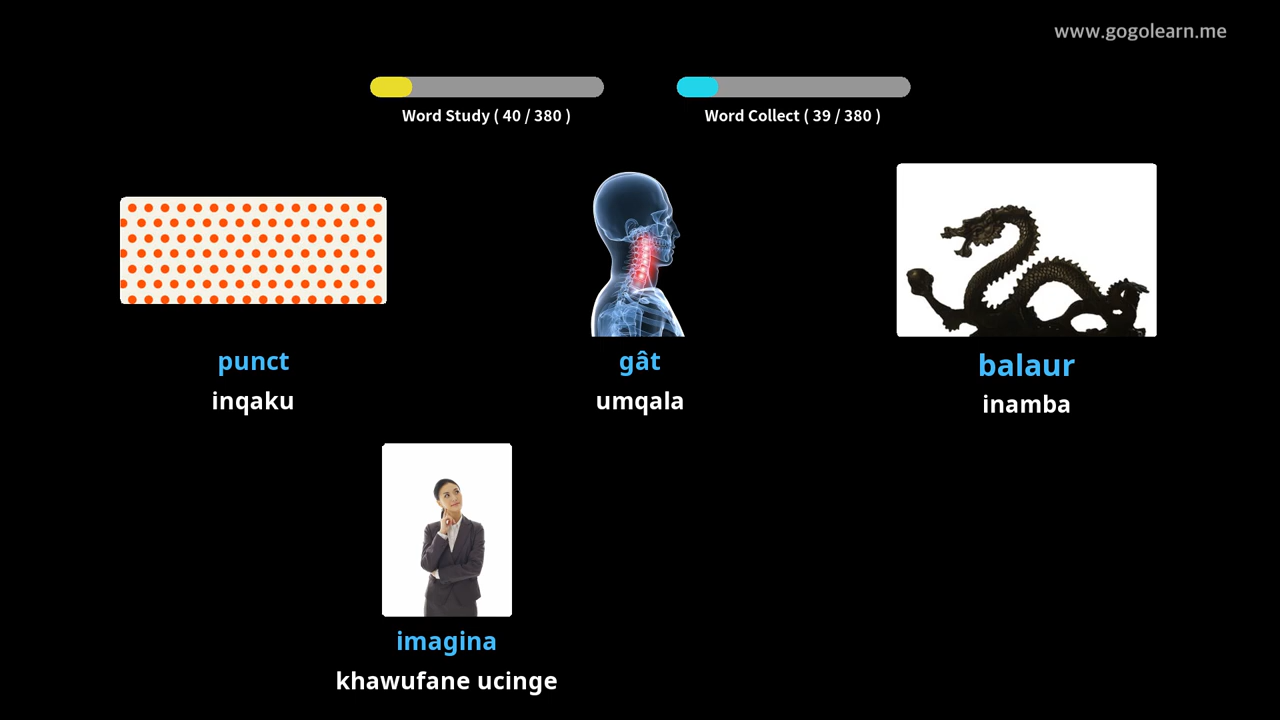 www.gogolearn.me
Word Study ( 40 / 380 )
Word Collect ( 39 / 380 )
punct
inqaku
gât
umqala
balaur
inamba
imagina
khawufane ucinge